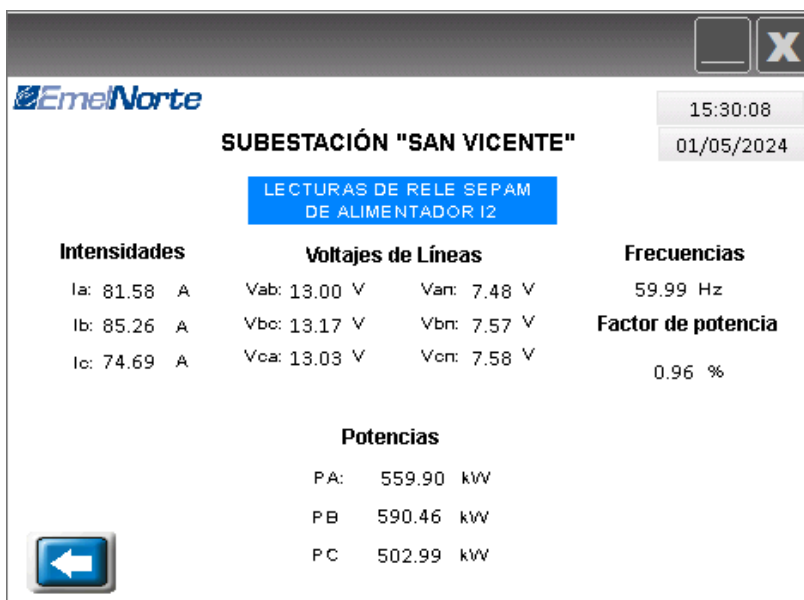 EmelNorte
15:30:08
SUBESTACIÓN "SAN VICENTE"
01/05/2024
LECTURAS DE RELE SEPAM
DE ALIMENTADOR I2
Intensidades
Voltajes de Líneas
Frecuencias
Ia: 81.58 A
Vab: 13.00 V
Van: 7.48 V
59.99 Hz
Ib: 85.26 A
Vbc: 13.17 V
Vbn: 7.57 V
Factor de potencia
Ic: 74.69 A
Vca: 13.03 V
Vcn: 7.58 V
0.96 %
Potencias
PA: 559.90 kW
PB 590.46 kW
PC 502.99 kW